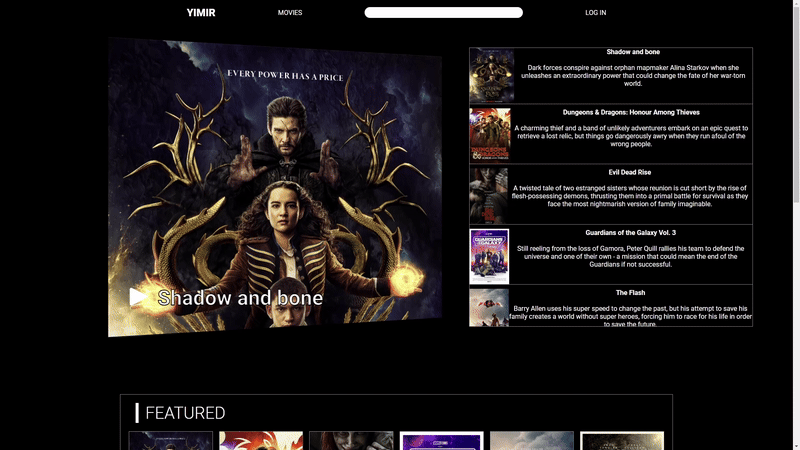 YIMIR
MOVIES
LOG IN
EVERY POWER HAS A PRICE
Shadow and bone
Shadow and bone
Dark forces conspire against orphan mapmaker Alina Starkov when she
unleashes an extraordinary power that could change the fate of her war-torn
world.
DUNGEONS
& DRAGONS
Dungeons & Dragons: Honour Among Thieves
A charming thief and a band of unlikely adventurers embark on an epic quest to
retrieve a lost relic, but things go dangerously awry when they run afoul of the
wrong people.
Evil Dead Rise
A twisted tale of two estranged sisters whose reunion is cut short by the rise of
flesh-possessing demons, thrusting them into a primal battle for survival as they
face the most nightmarish version of family imaginable.
GUARDIANS
GALAXY
Guardians of the Galaxy Vol. 3
Still reeling from the loss of Gamora, Peter Quill rallies his team to defend the
universe and one of their own - a mission that could mean the end of the
Guardians if not successful.
The Flash
Barry Allen uses his super speed to change the past, but his attempt to save his
family creates a world without super heroes, forcing him to race for his life in order
to save the future.
FEATURED